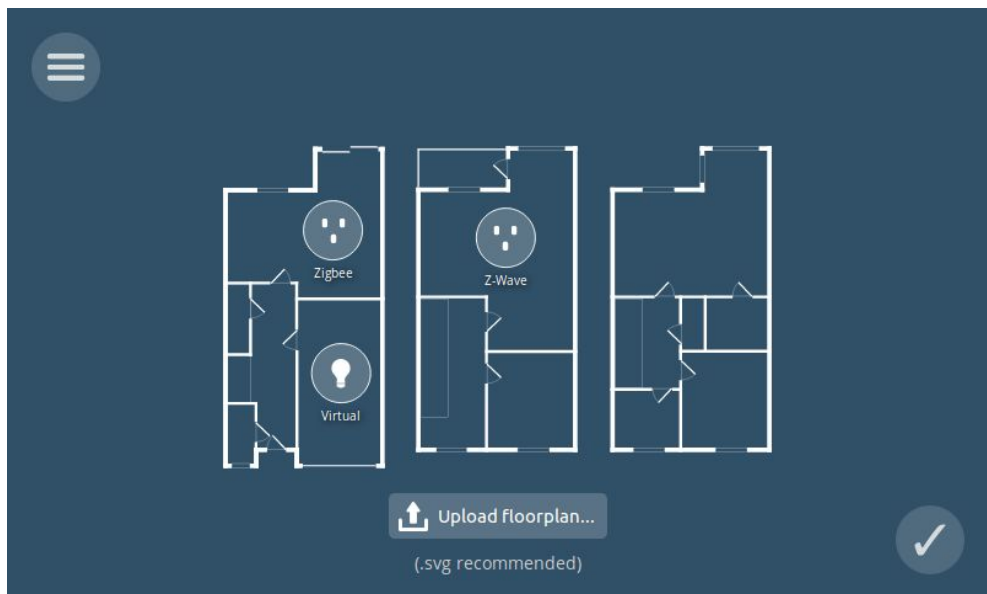 Zigbee
Z-Wave
Virtual
Upload floorplan...
(.svg recommended)